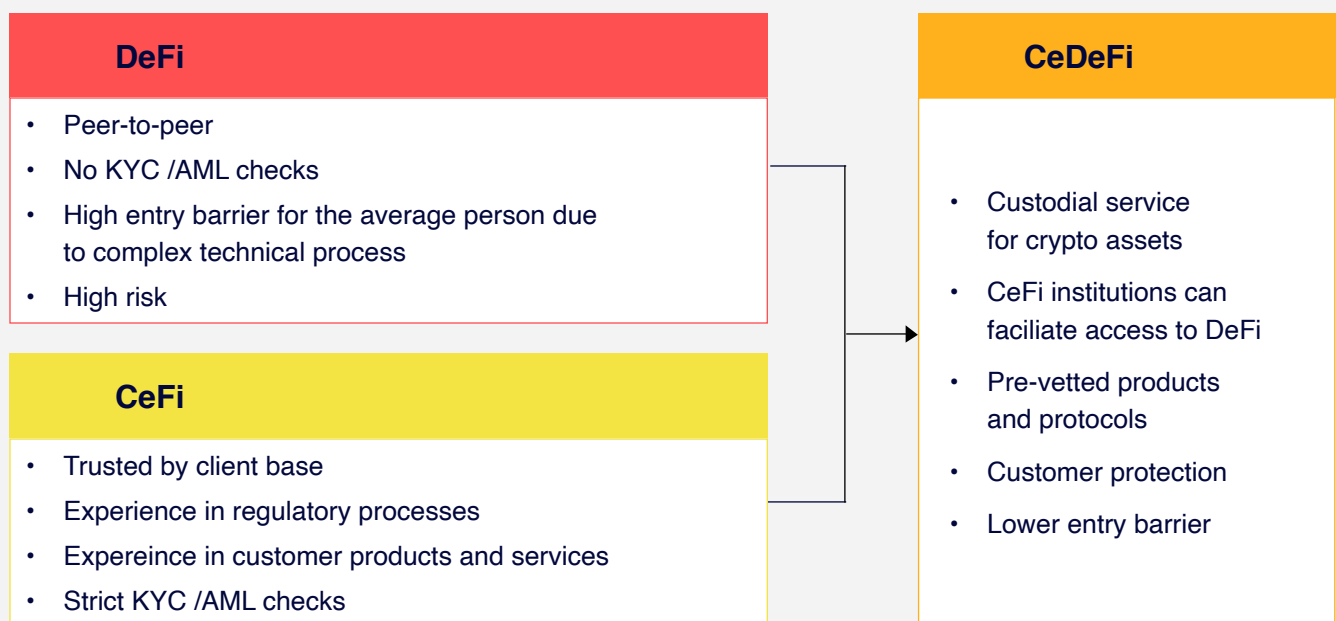 DeFi
• Peer-to-peer
• No KYC /AML checks
• High entry barrier for the average person due
to complex technical process
• High risk
CeFi
• Trusted by client base
• Experience in regulatory processes
• Expereince in customer products and services
• Strict KYC /AML checks
CeDeFi
• Custodial service
for crypto assets
• CeFi institutions can
faciliate access to DeFi
• Pre-vetted products
and protocols
• Customer protection
• Lower entry barrier